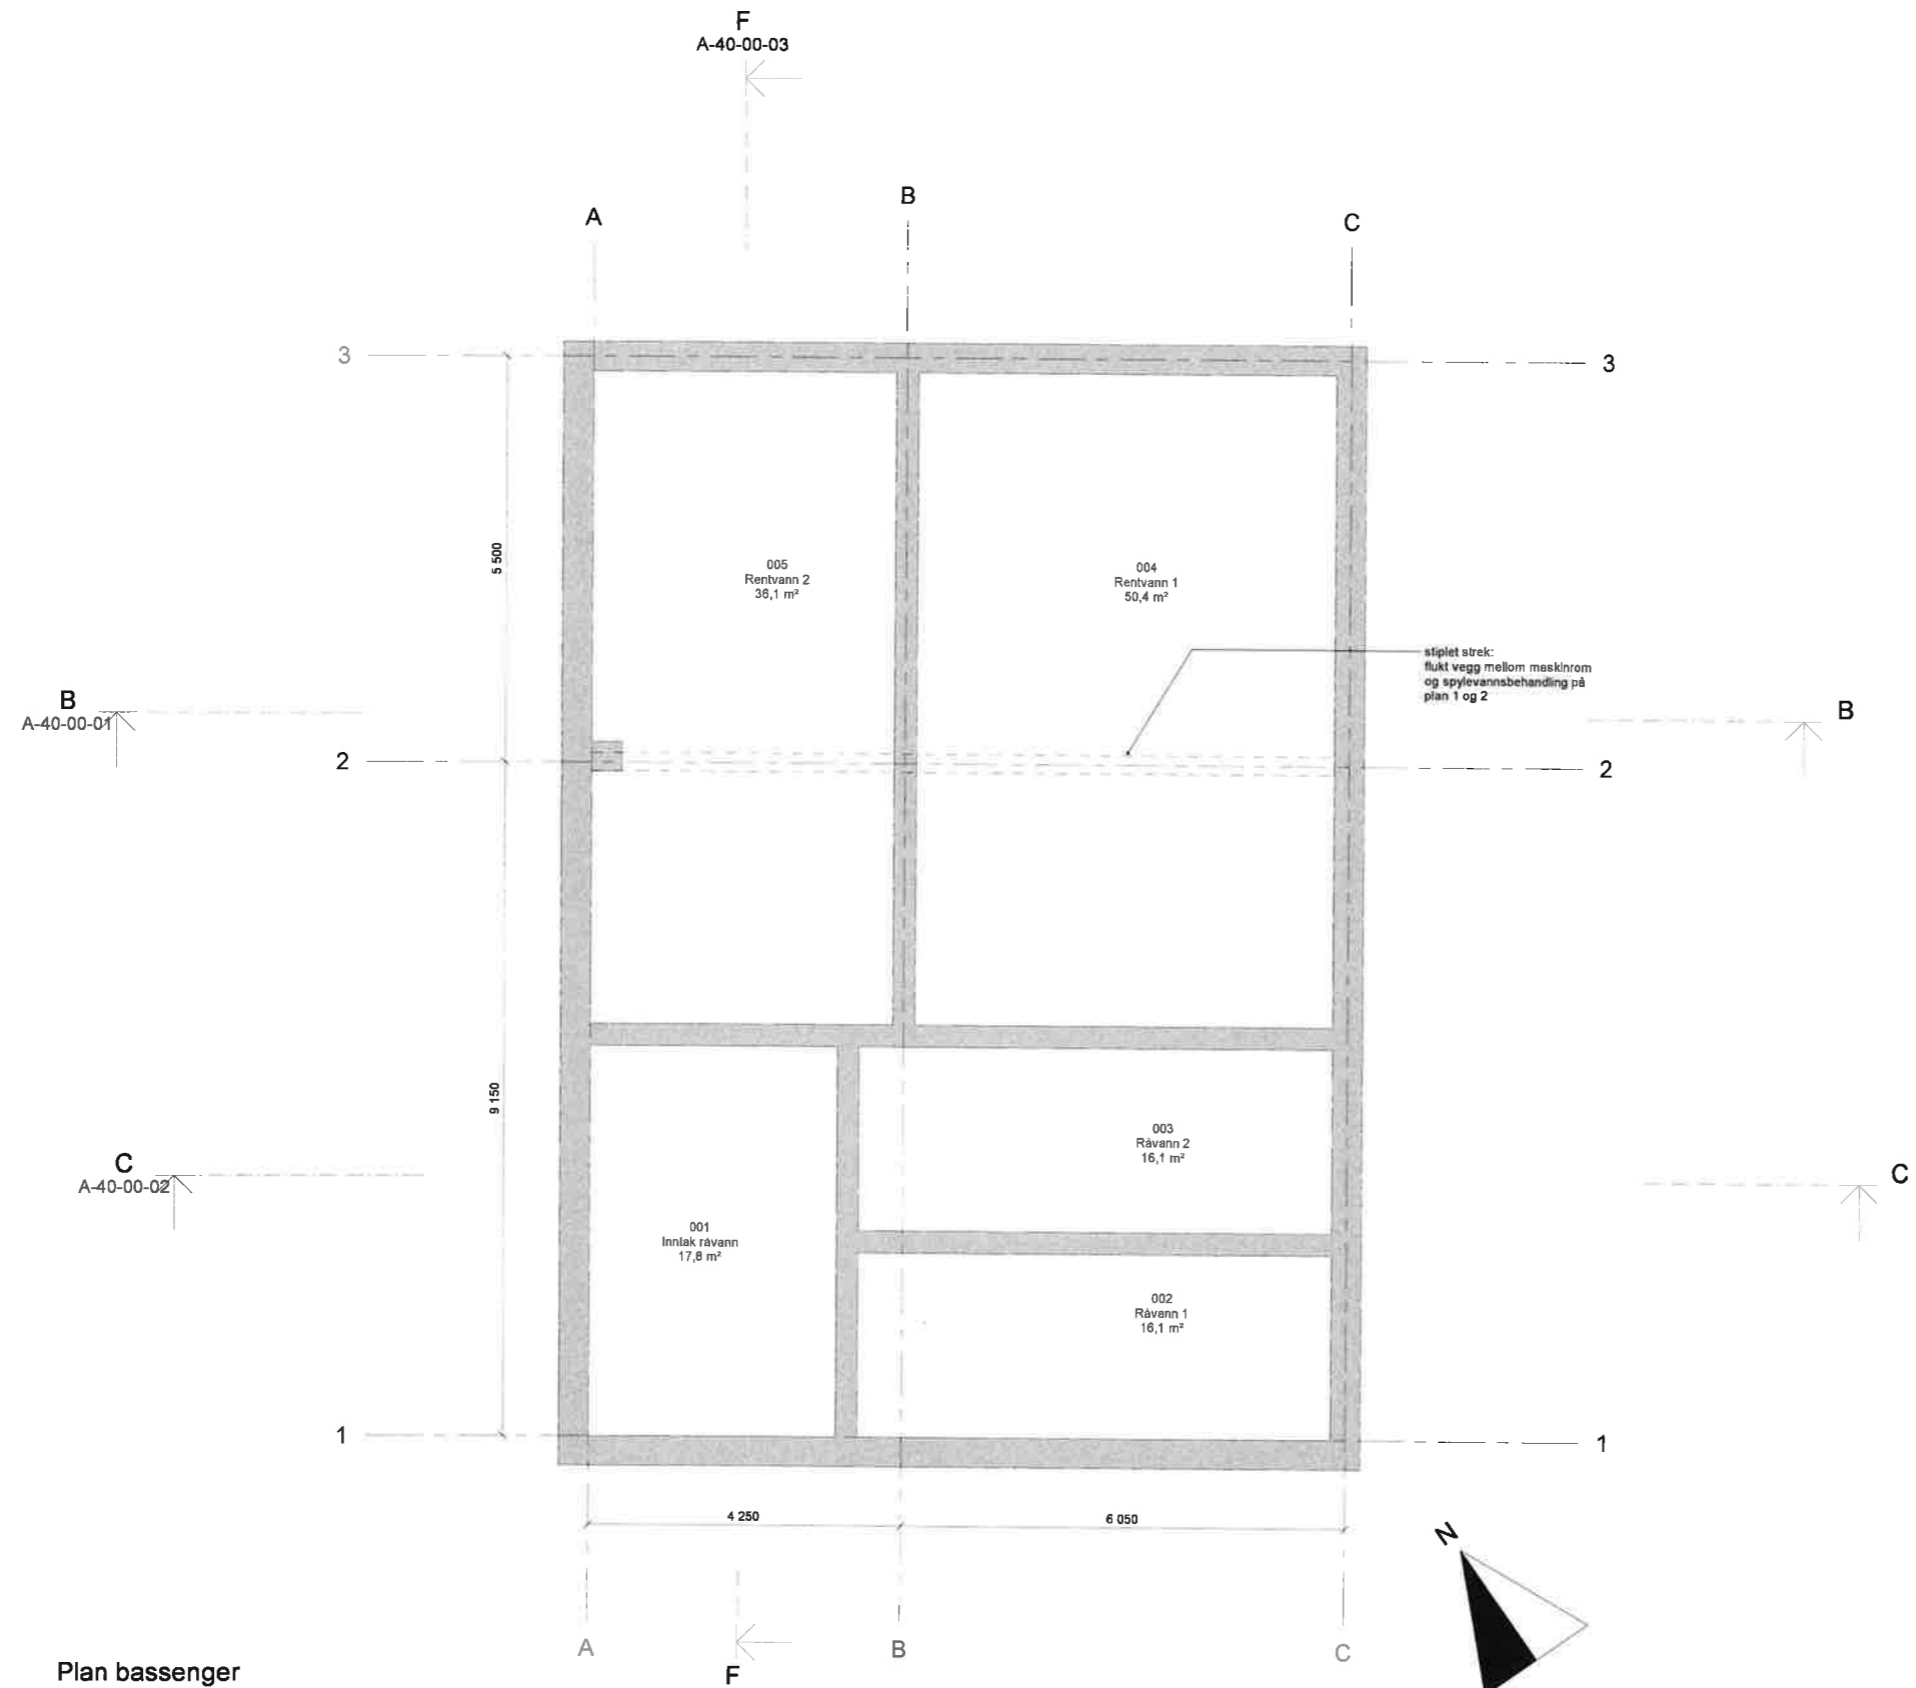 F
A-40-00-03
A
B
C
3
3
5 500
005
Rentvann 2
36,1 m²
004
Rentvann 1
50,4 m²
stiplet strek:
flukt vegg mellom maskinrom
og spylevannsbehandling på
plan 1 og 2
B
A-40-00-01
B
2
2
9 150
003
Råvann 2
16,1 m²
C
A-40-00-02
C
001
Inntak råvann
17,8 m²
002
Råvann 1
16,1 m²
1
1
4 250
6 050
N
A
B
C
F
Plan bassenger